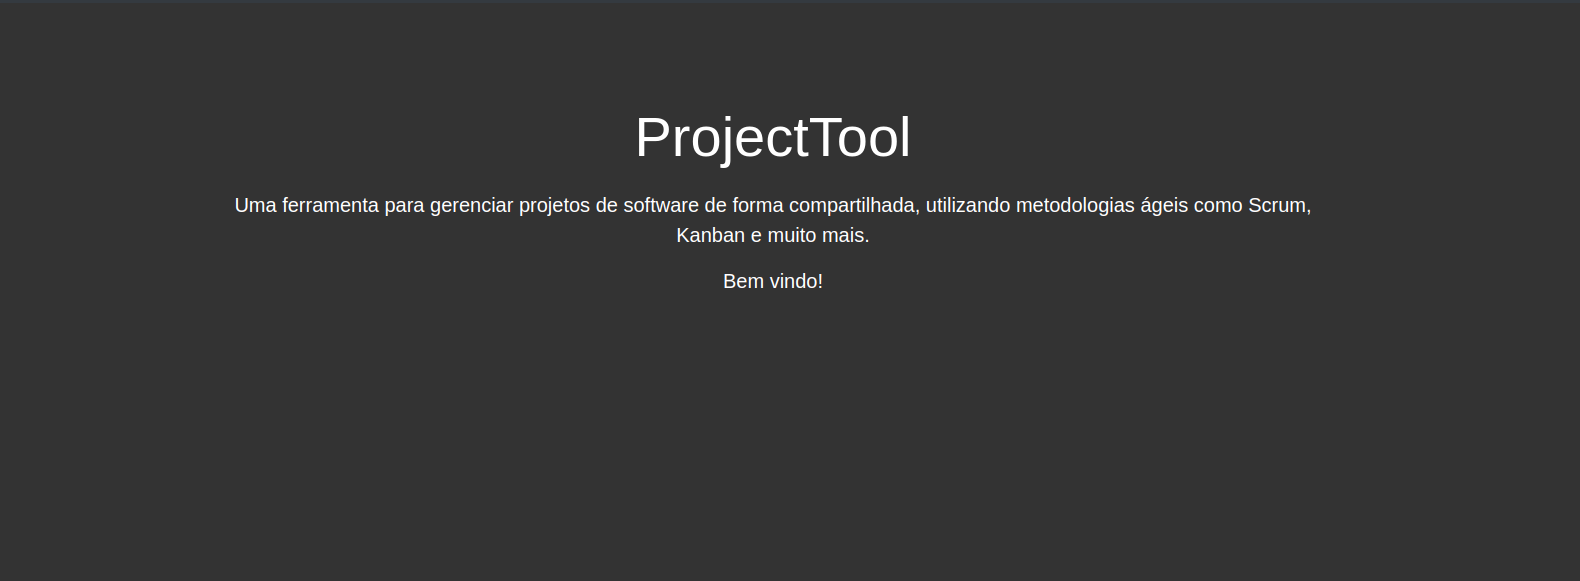 ProjectTool
Uma ferramenta para gerenciar projetos de software de forma compartilhada, utilizando metodologias ágeis como Scrum,
Kanban e muito mais.
Bem vindo!